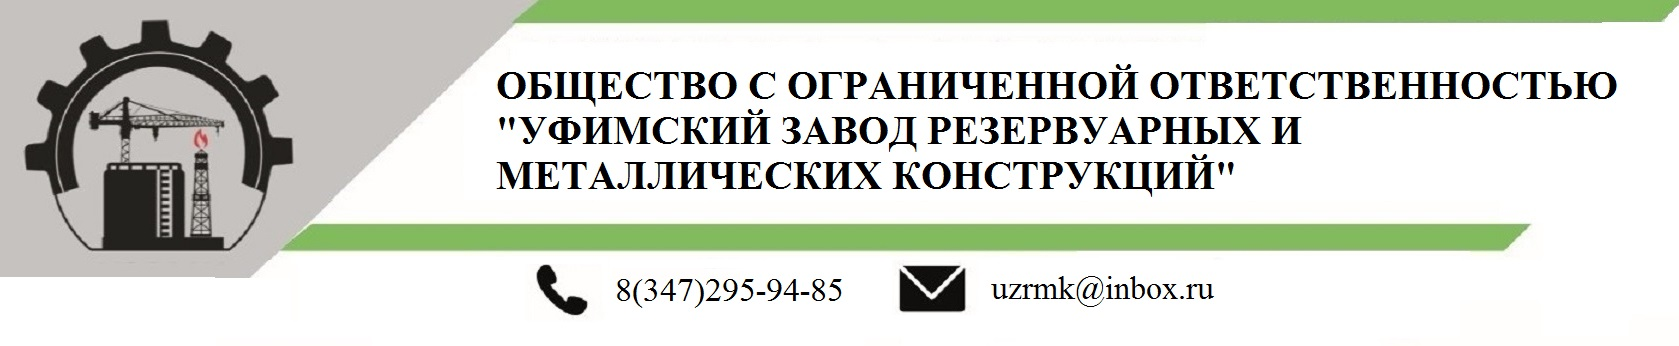 ОБЩЕСТВО С ОГРАНИЧЕННОЙ ОТВЕТСТВЕННОСТЬЮ
"УФИМСКИЙ ЗАВОД РЕЗЕРВУАРНЫХ И
МЕТАЛЛИЧЕСКИХ КОНСТРУКЦИЙ"
8(347)295-94-85 uzrmk@inbox.ru